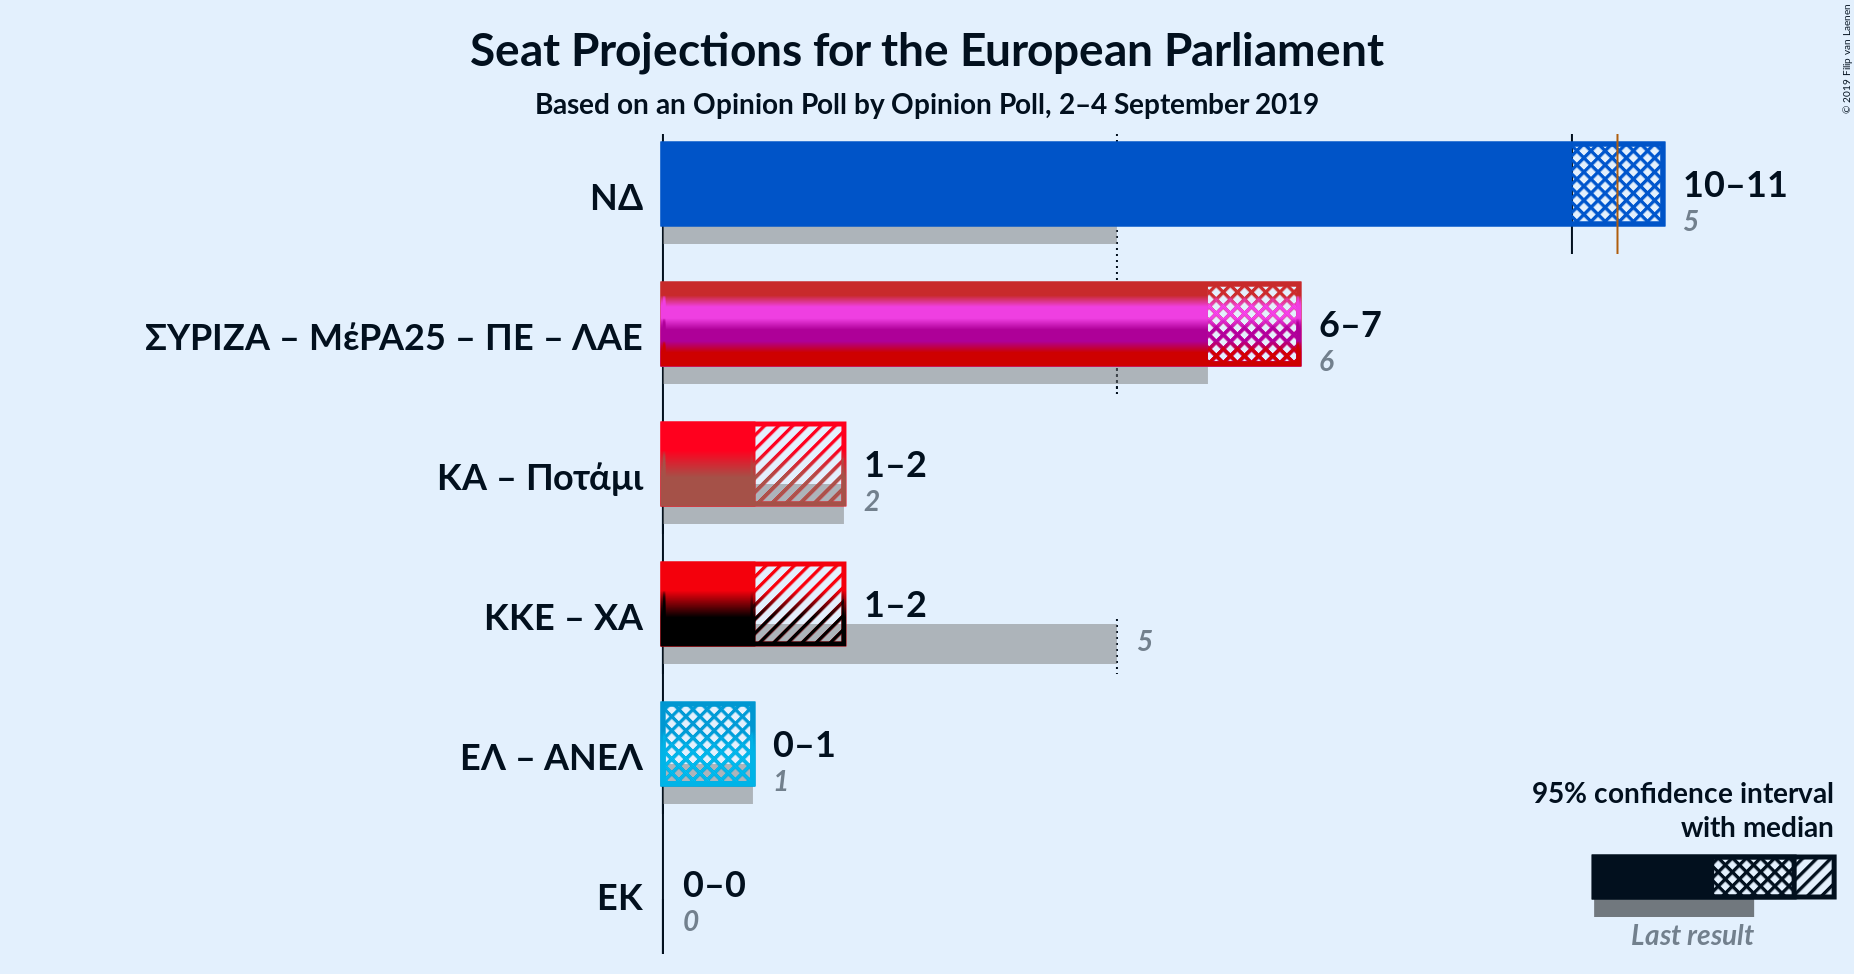 Seat Projections for the European Parliament
Based on an Opinion Poll by Opinion Poll, 2–4 September 2019
© 2019 Filip van Laenen
ΝΔ
10–11
5
ΣΥΡΙΖΑ – ΜέΡΑ25 – ΠΕ – ΛΑΕ
6–7
6
ΚΑ – Ποτάμι
1–2
2
ΚΚΕ – ΧΑ
1–2
5
ΕΛ – ΑΝΕΛ
0–1
1
ΕΚ
0–0
0
95% confidence interval
with median
Last result